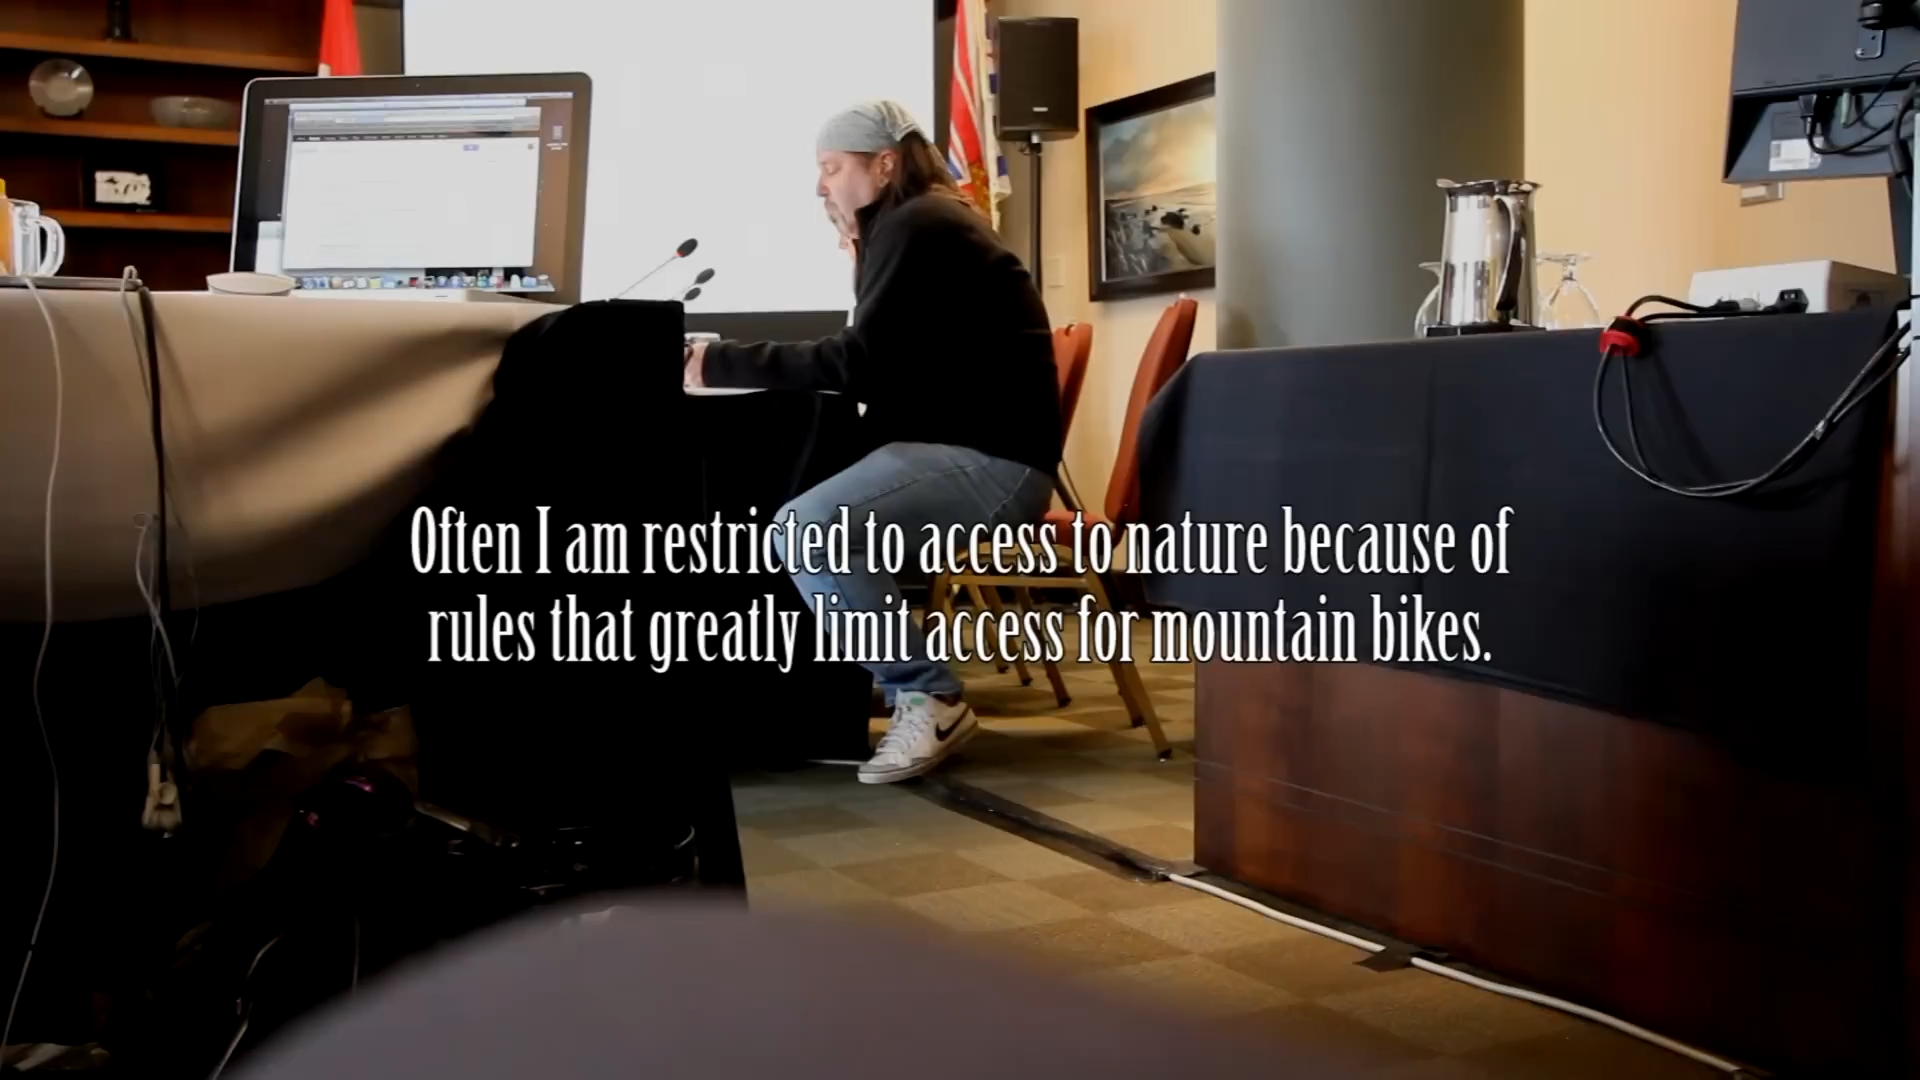 Often I am restricted to access to nature because of
rules that greatly limit access for mountain bikes.